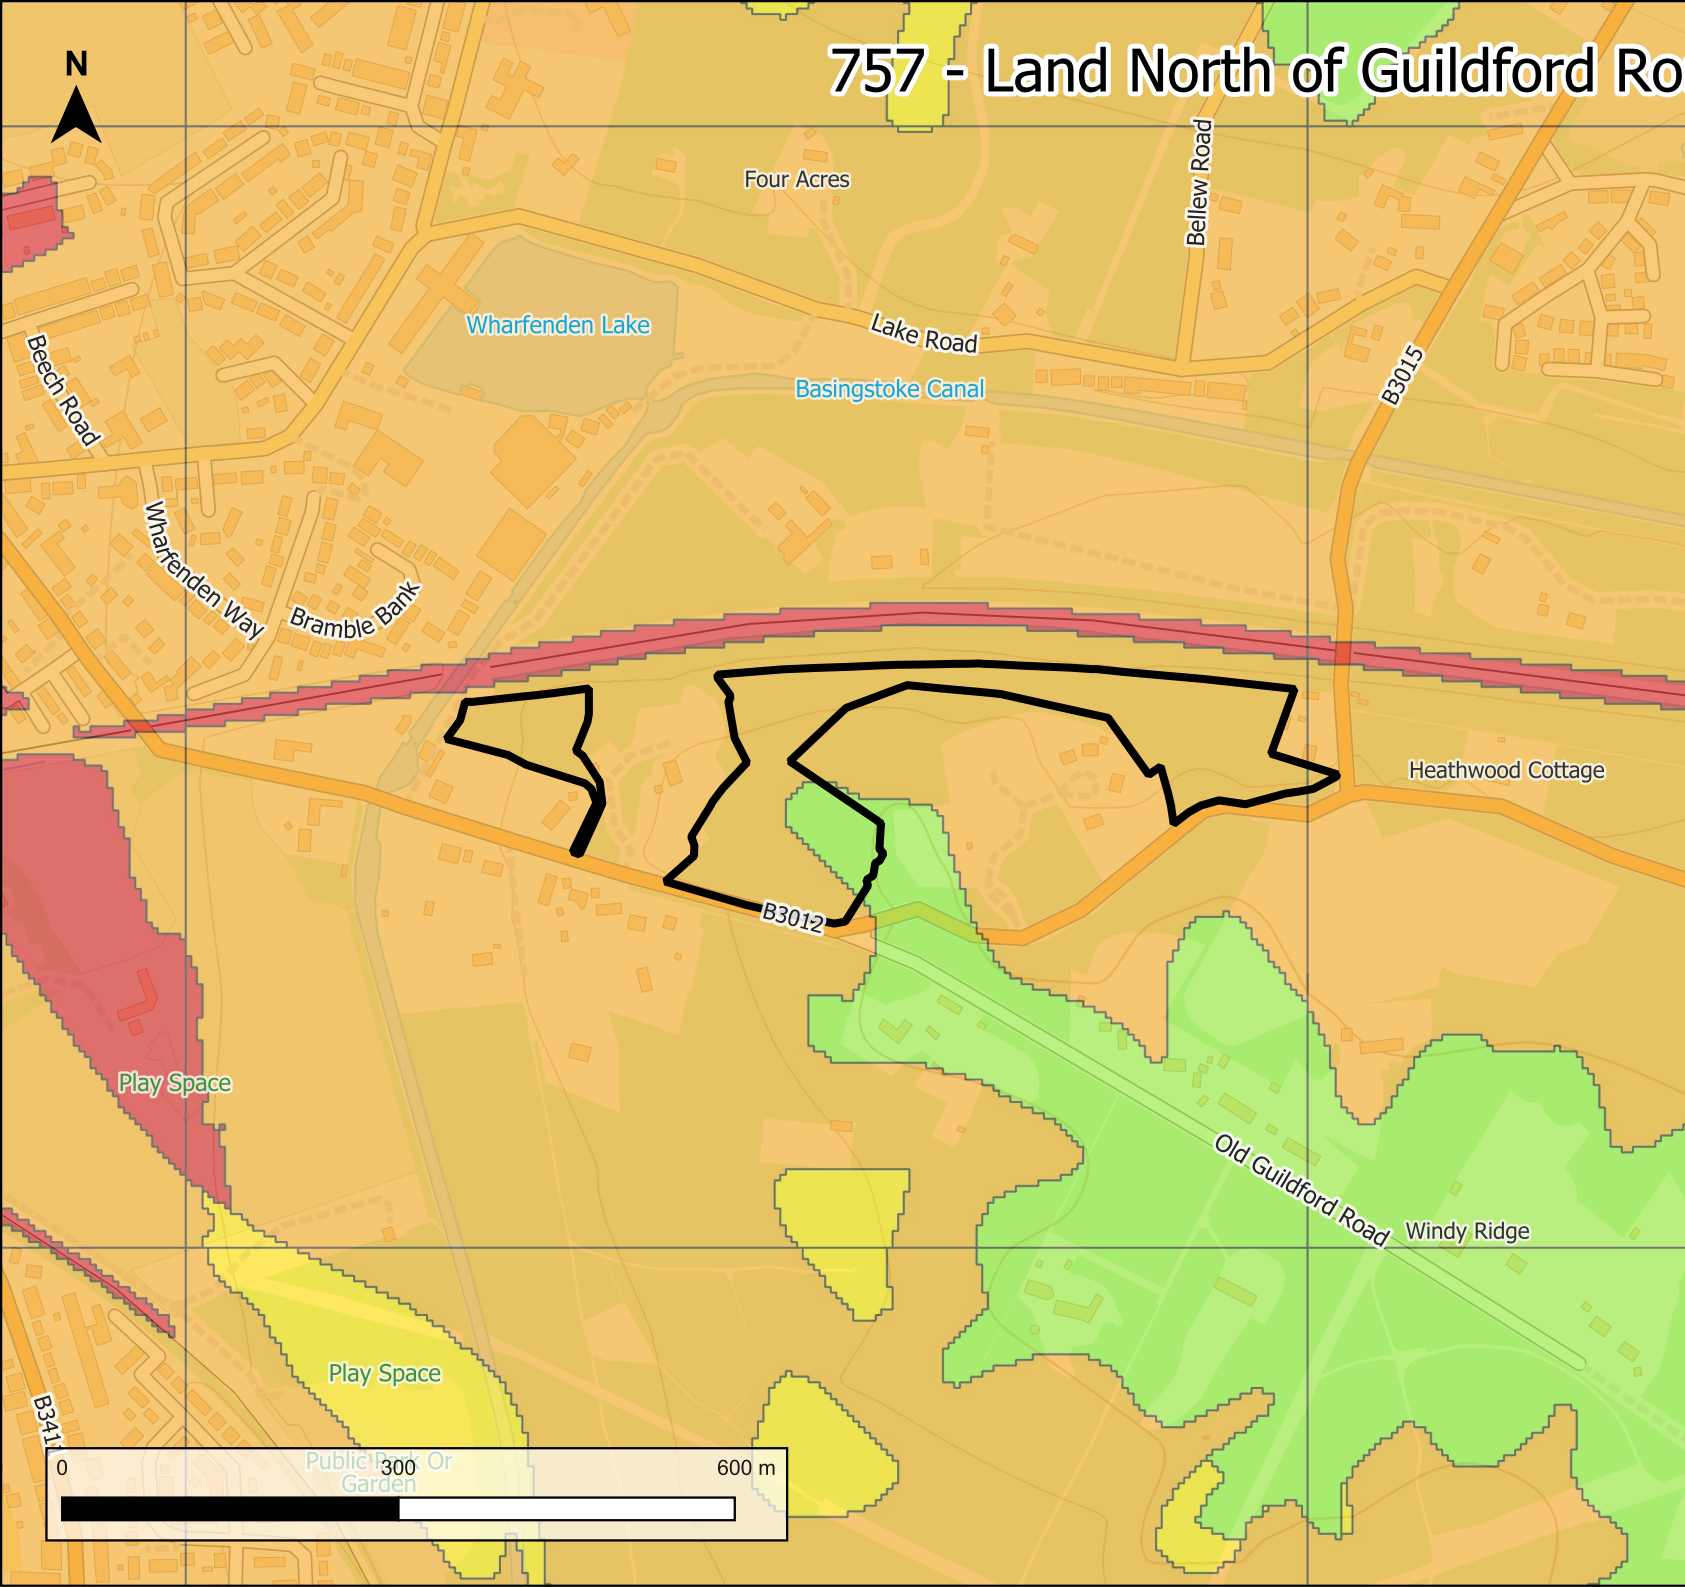 N
757 - Land North of Guildford Ro
Four Acres
Bellew Road
Wharfenden Lake
Lake Road
B3015
Beech Road
Basingstoke Canal
Wharfenden Way
Bramble Bank
Heathwood Cottage
B3012
Play Space
Old Guildford Road
Windy Ridge
Play Space
B341
Public Park Or
Garden
0 300 600 m